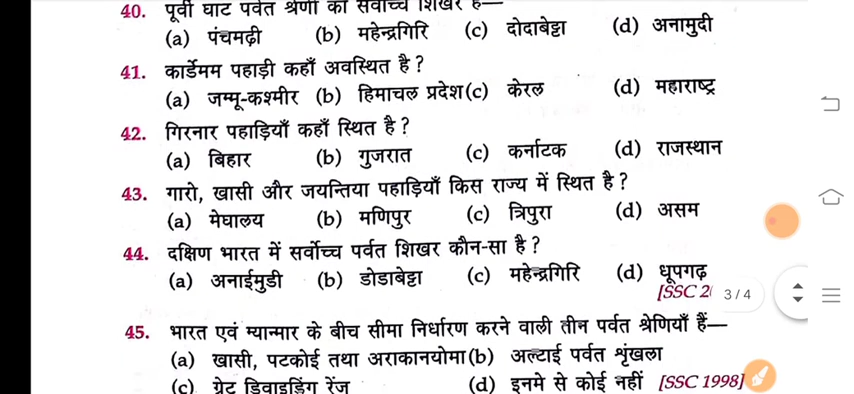 40. पूर्वी घाट पर्वत श्रेणी का सर्वोच्च शिखर है—
(a) पंचमढ़ी (b) महेन्द्रगिरि (c) दोदाबेट्टा (d) अनामुदी
41. कार्डेमम पहाड़ी कहाँ अवस्थित है ?
(a) जम्मू-कश्मीर (b) हिमाचल प्रदेश (c) केरल (d) महाराष्ट्र
42. गिरनार पहाड़ियाँ कहाँ स्थित है ?
(a) बिहार (b) गुजरात (c) कर्नाटक (d) राजस्थान
43. गारो, खासी और जयन्तिया पहाड़ियाँ किस राज्य में स्थित है ?
(a) मेघालय (b) मणिपुर (c) त्रिपुरा (d) असम
44. दक्षिण भारत में सर्वोच्च पर्वत शिखर कौन-सा है ?
(a) अनाईमुडी (b) डोडाबेट्टा (c) महेन्द्रगिरि (d) धूपगढ़
[SSC 2 3/4
45. भारत एवं म्यान्मार के बीच सीमा निर्धारण करने वाली तीन पर्वत श्रेणियाँ हैं—
(a) खासी, पटकोई तथा अराकानयोमा (b) अल्टाई पर्वत शृंखला
(c) ग्रेट डिवाइडिंग रेंज (d) इनमे से कोई नहीं [SSC 1998]